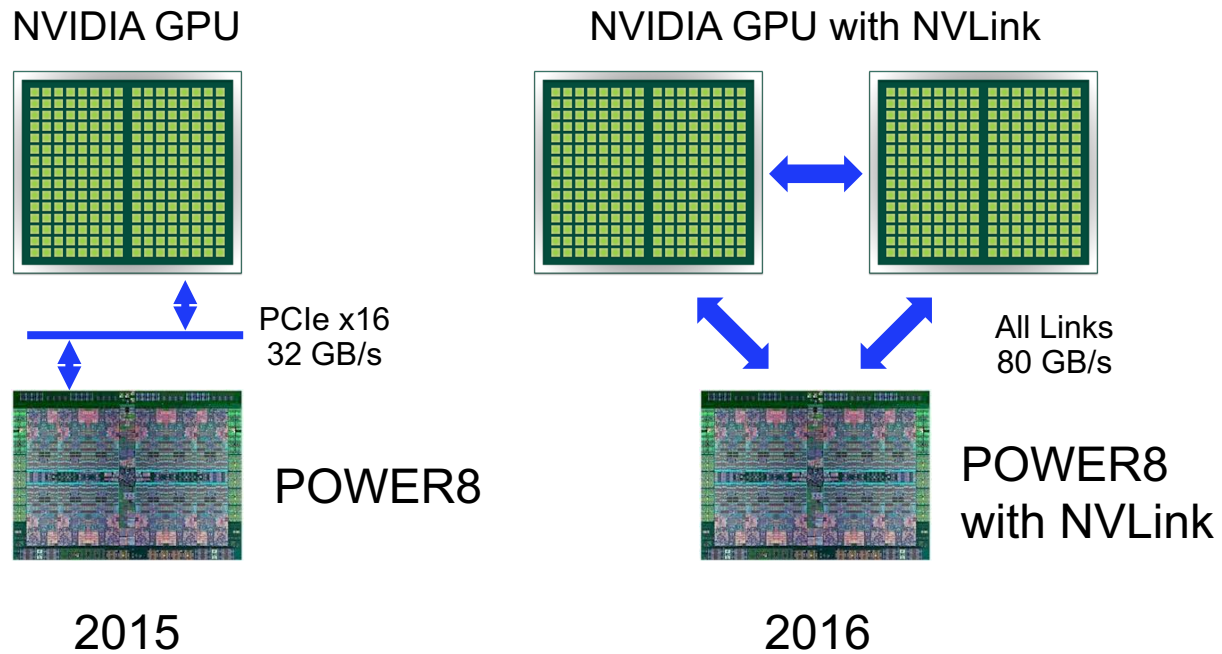 NVIDIA GPU
NVIDIA GPU with NVLink
PCIe x16
32 GB/s
All Links
80 GB/s
POWER8
POWER8
with NVLink
2015
2016